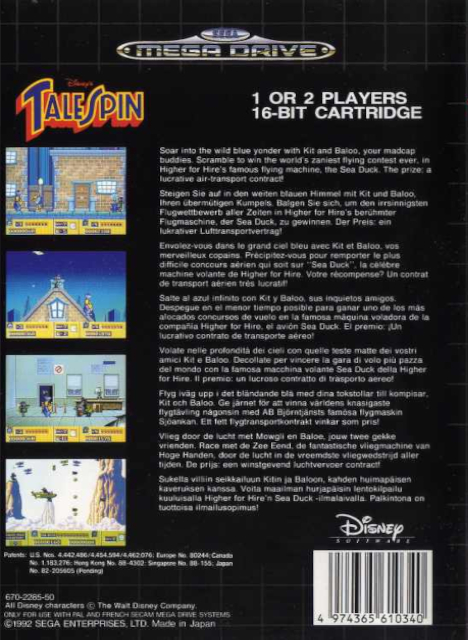 SEGA
MEGA DRIVE
Disney's
TALESPIN
1 OR 2 PLAYERS
16-BIT CARTRIDGE
Soar into the wild blue yonder with Kit and Baloo, your madcap
buddies. Scramble to win the world's zaniest flying contest ever, in
Higher for Hire's famous flying machine, the Sea Duck. The prize: a
lucrative air-transport contract!
Steigen Sie auf in den weiten blauen Himmel mit Kit und Baloo,
Ihren übermütigen Kumpels. Balgen Sie sich, um den irrsinnigsten
Flugwettbewerb aller Zeiten in Higher for Hire's berühmter
Flugmaschine, der Sea Duck, zu gewinnen. Der Preis: ein
lukrativer Lufttransportvertrag!
Envolez-vous dans le grand ciel bleu avec Kit et Baloo, vos
merveilleux copains. Précipitez-vous pour remporter le plus
difficile concours aérien qui soit sur "Sea Duck", la célèbre
machine volante de Higher for Hire. Votre récompense? Un contrat
de transport aérien très lucratif!
Salte al azul infinito con Kit y Baloo, sus inquietos amigos.
Despegue en el menor tiempo posible para ganar uno de los más
alocados concursos de vuelo en la famosa máquina voladora de la
compañía Higher for Hire, el avión Sea Duck. El premio: ¡Un
lucrativo contrato de transporte aéreo!
Volate nelle profondità dei cieli con quelle teste matte dei vostri
amici Kit e Baloo. Decollate per vincere la gara di volo più pazza
del mondo con la famosa macchina volante Sea Duck della Higher
for Hire. Il premio: un lucroso contratto di trasporto aereo!
Flyg iväg upp i det bländande blå med dina tokstollar till kompisar,
Kit och Baloo. Ge järnet för att vinna världens knasigaste
flygtävling någonsin med AB Björntjänsts famösa flygmaskin
Sjöankan. Ett fett flygtransportkontrakt vinkar som pris!
Vlieg door de lucht met Mowgli en Baloe, jouw twee gekke
vrienden. Race met de Zee Eend, de fantastische vliegmachine van
Hoge Handen, door de lucht in de vreemdste vliegwedstrijd aller
tijden. De prijs: een winstgevend luchtvervoer contract!
Sukella villiin seikkailuun Kitin ja Baloon, kahden huimapäisen
kaveruksen kanssa. Voita maailman hurjapäisin lentokilpailu
kuuluisalla Higher for Hire'n Sea Duck -ilmalaivalla. Palkintona on
tuottoisa ilmailusopimus!
Disney
SOFTWARE
Patents: U.S. Nos. 4,442,486/4,454,594/4,462,076; Europe No. 80244; Canada
No. 1,183,276; Hong Kong No. 88-4302; Singapore No. 88-155; Japan
No. 82-205605 (Pending)
670-2285-50
All Disney characters © The Walt Disney Company.
ONLY FOR USE WITH PAL AND FRENCH SECAM MEGA DRIVE SYSTEMS
©1992 SEGA ENTERPRISES, LTD. Made in Japan
4 974365 610340